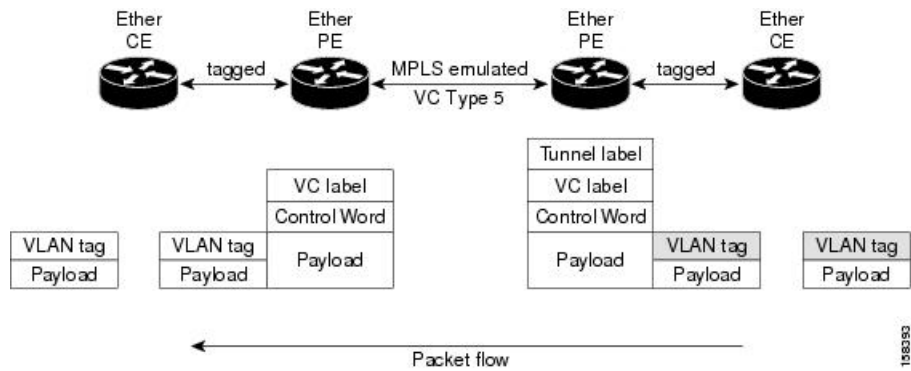 Ether
CE
Ether
PE
Ether
PE
Ether
CE
tagged
MPLS emulated
VC Type 5
tagged
Tunnel label
VC label
VC label
Control Word
Control Word
VLAN tag
VLAN tag
Payload
Payload
VLAN tag
VLAN tag
Payload
Payload
Payload
Payload
Packet flow
158393